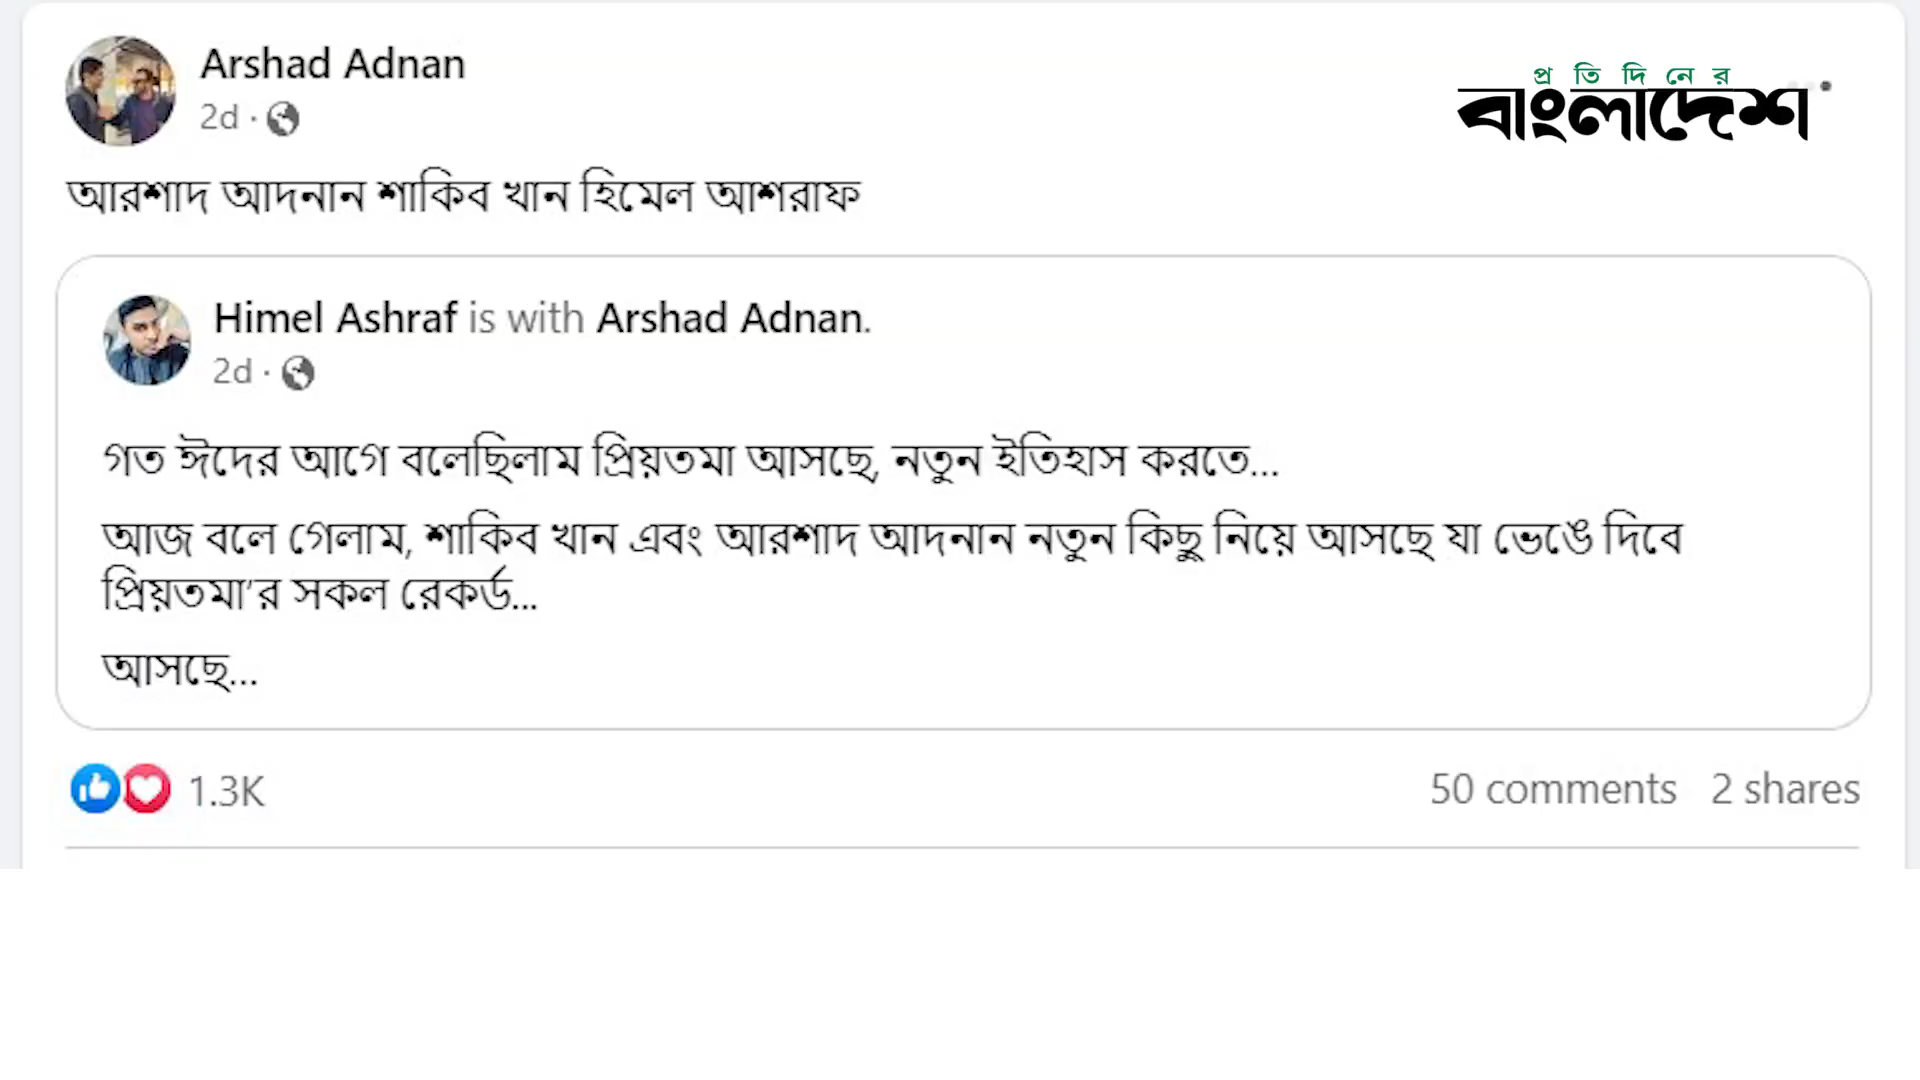 Arshad Adnan
2d ·
প্রতিদিনের
বাংলাদেশ
আরশাদ আদনান শাকিব খান হিমেল আশরাফ
Himel Ashraf is with Arshad Adnan.
2d ·
গত ঈদের আগে বলেছিলাম প্রিয়তমা আসছে, নতুন ইতিহাস করতে...
আজ বলে গেলাম, শাকিব খান এবং আরশাদ আদনান নতুন কিছু নিয়ে আসছে যা ভেঙে দিবে
প্রিয়তমা'র সকল রেকর্ড...
আসছে...
1.3K
50 comments 2 shares